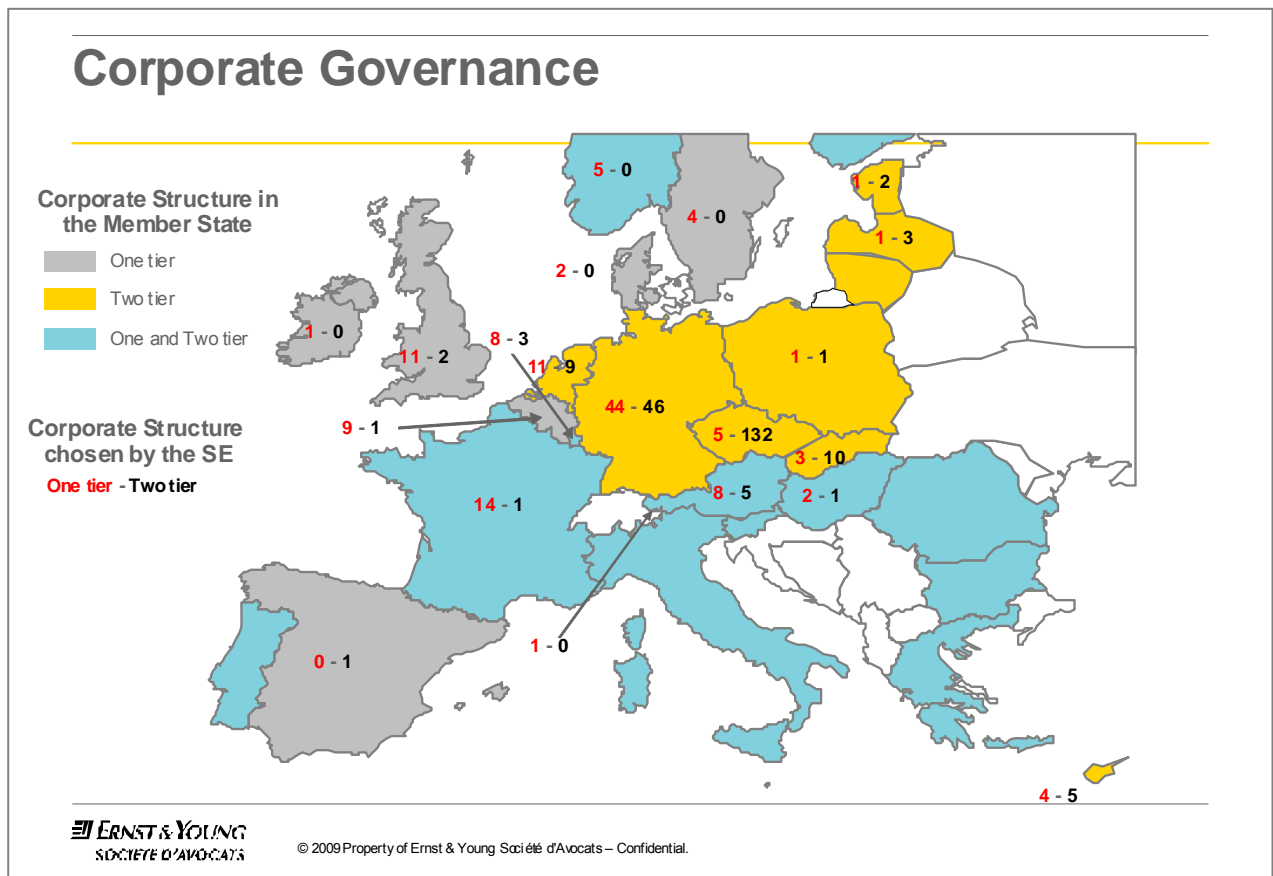 Corporate Governance
Corporate Structure in
the Member State
One tier
Two tier
One and Two tier
Corporate Structure
chosen by the SE
One tier - Two tier
5 - 0
4 - 0
1 - 2
1 - 3
2 - 0
1 - 0
11 - 2
8 - 3
11 - 9
1 - 1
44 - 46
9 - 1
5 - 132
3 - 10
14 - 1
8 - 5
2 - 1
1 - 0
0 - 1
4 - 5
ERNST & YOUNG
SOCIÉTÉ D'AVOCATS
© 2009 Property of Ernst & Young Société d'Avocats – Confidential.